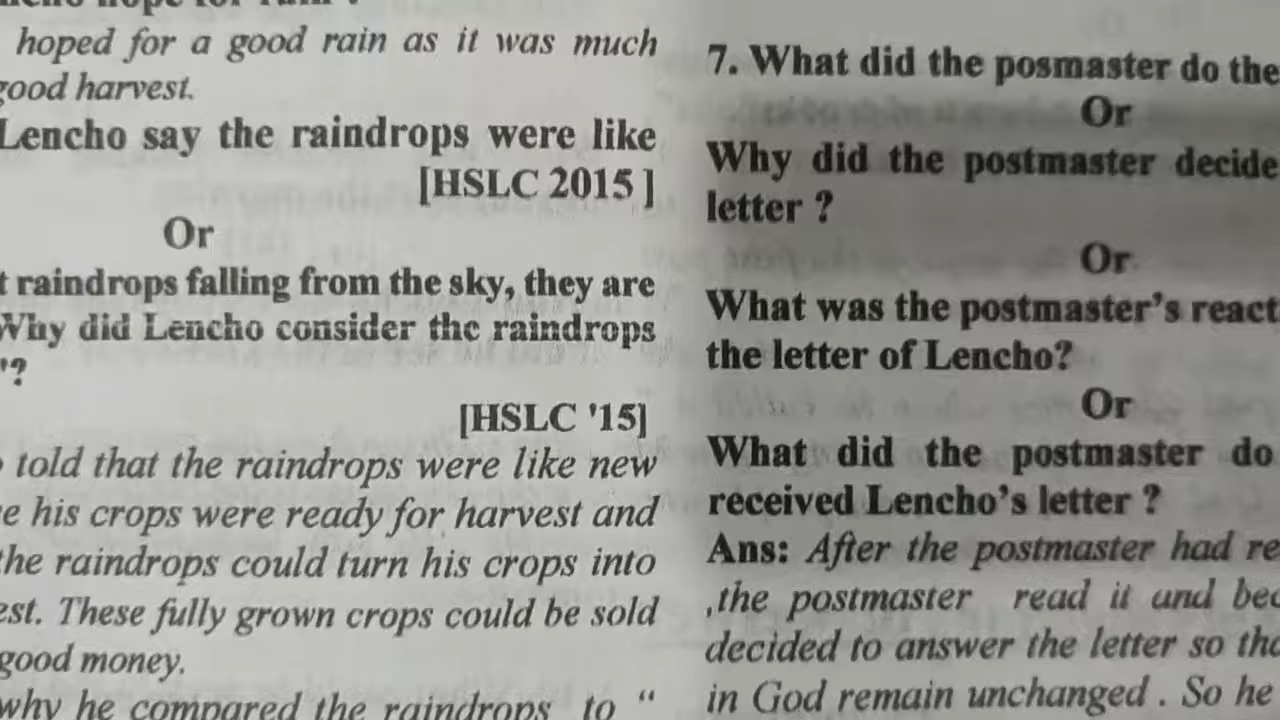 hoped for a good rain as it was much
good harvest.
Lencho say the raindrops were like
[HSLC 2015 ]
Or
raindrops falling from the sky, they are
Why did Lencho consider the raindrops
'?
[HSLC '15]
told that the raindrops were like new
his crops were ready for harvest and
the raindrops could turn his crops into
These fully grown crops could be sold
good money.
why he compared the raindrops to “
7. What did the posmaster do the
Or
Why did the postmaster decide
letter ?
Or
What was the postmaster's react
the letter of Lencho?
Or
What did the postmaster do
received Lencho's letter ?
Ans: After the postmaster had re
,the postmaster read it and bec
decided to answer the letter so
in God remain unchanged . So he